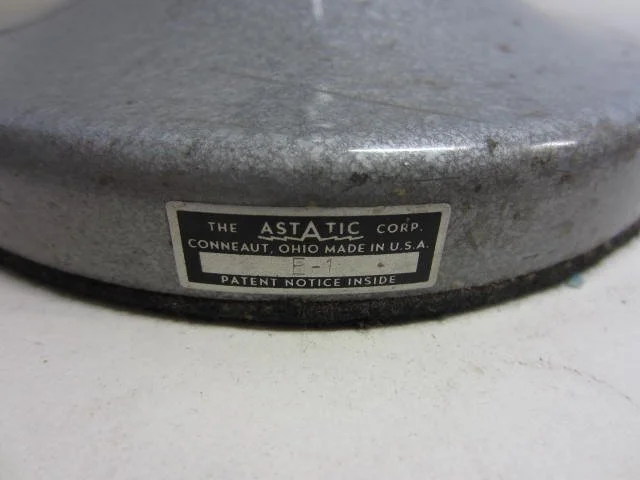 THE ASTATIC CORP.
CONNEAUT, OHIO MADE IN U.S.A.
E-1
PATENT NOTICE INSIDE